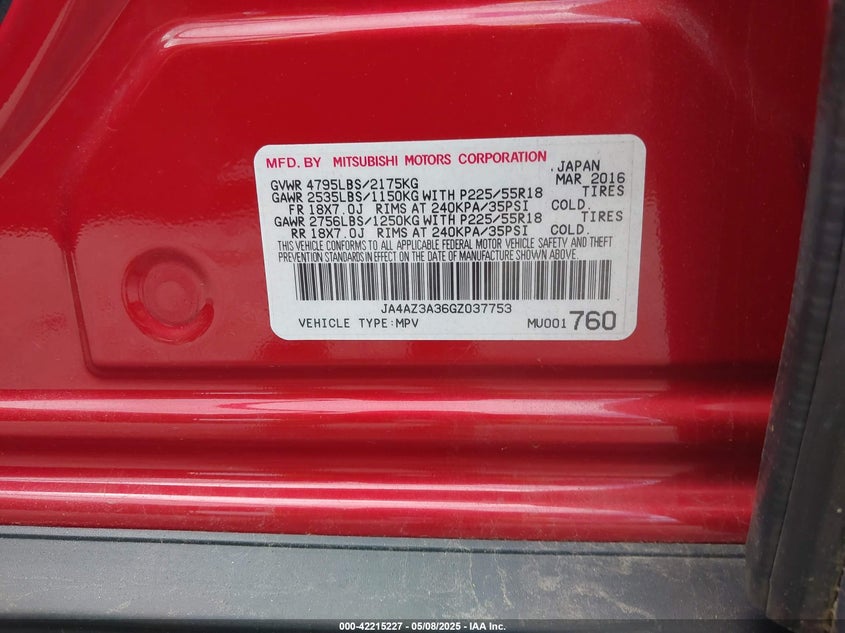 MFD. BY MITSUBISHI MOTORS CORPORATION .JAPAN
GVWR 4795LBS/2175KG MAR 2016
GAWR 2535LBS/1150KG WITH P225/55R18 TIRES
FR 18X7.0J RIMS AT 240KPA/35PSI COLD.
GAWR 2756LBS/1250KG WITH P225/55R18 TIRES
RR 18X7.0J RIMS AT 240KPA/35PSI COLD.
THIS VEHICLE CONFORMS TO ALL APPLICABLE FEDERAL MOTOR VEHICLE SAFETY AND THEFT
PREVENTION STANDARDS IN EFFECT ON THE DATE OF MANUFACTURE SHOWN ABOVE.
JA4AZ3A36GZ037753
VEHICLE TYPE:MPV MU001760
000-42215227 - 05/08/2025 - IAA Inc.